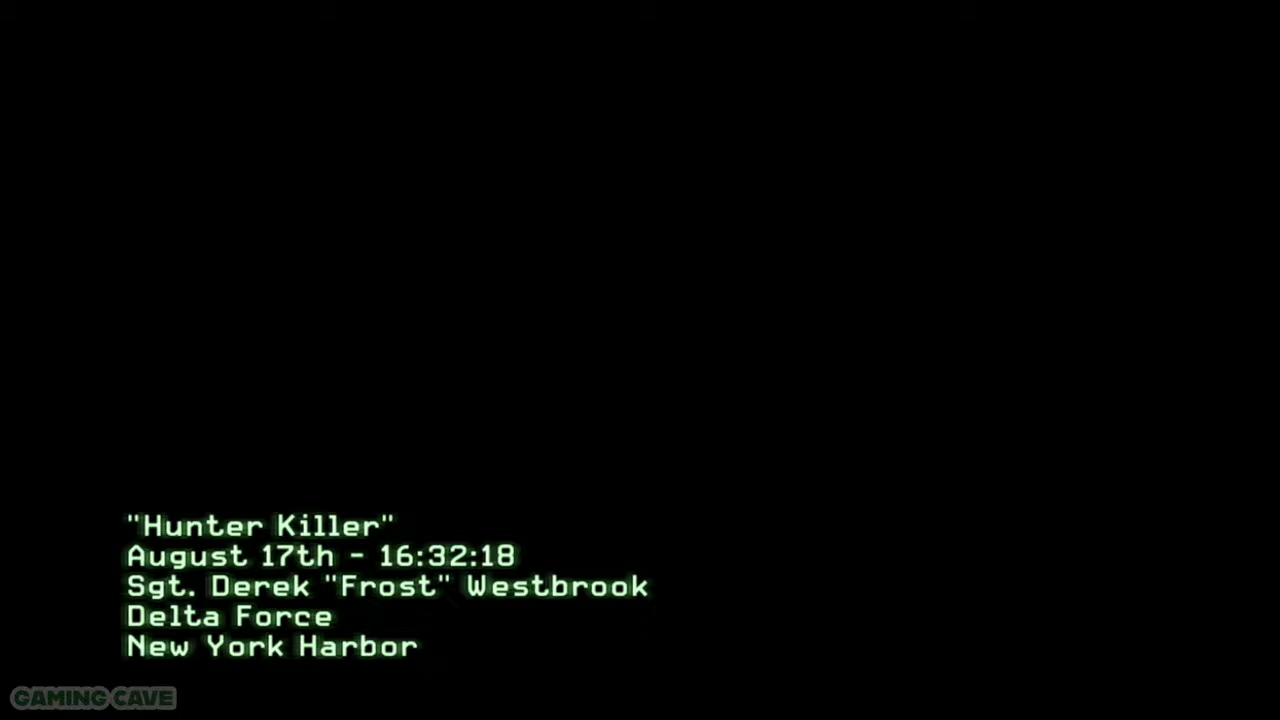 "Hunter Killer"
August 17th - 16:32:18
Sgt. Derek "Frost" Westbrook
Delta Force
New York Harbor
GAMING CAVE